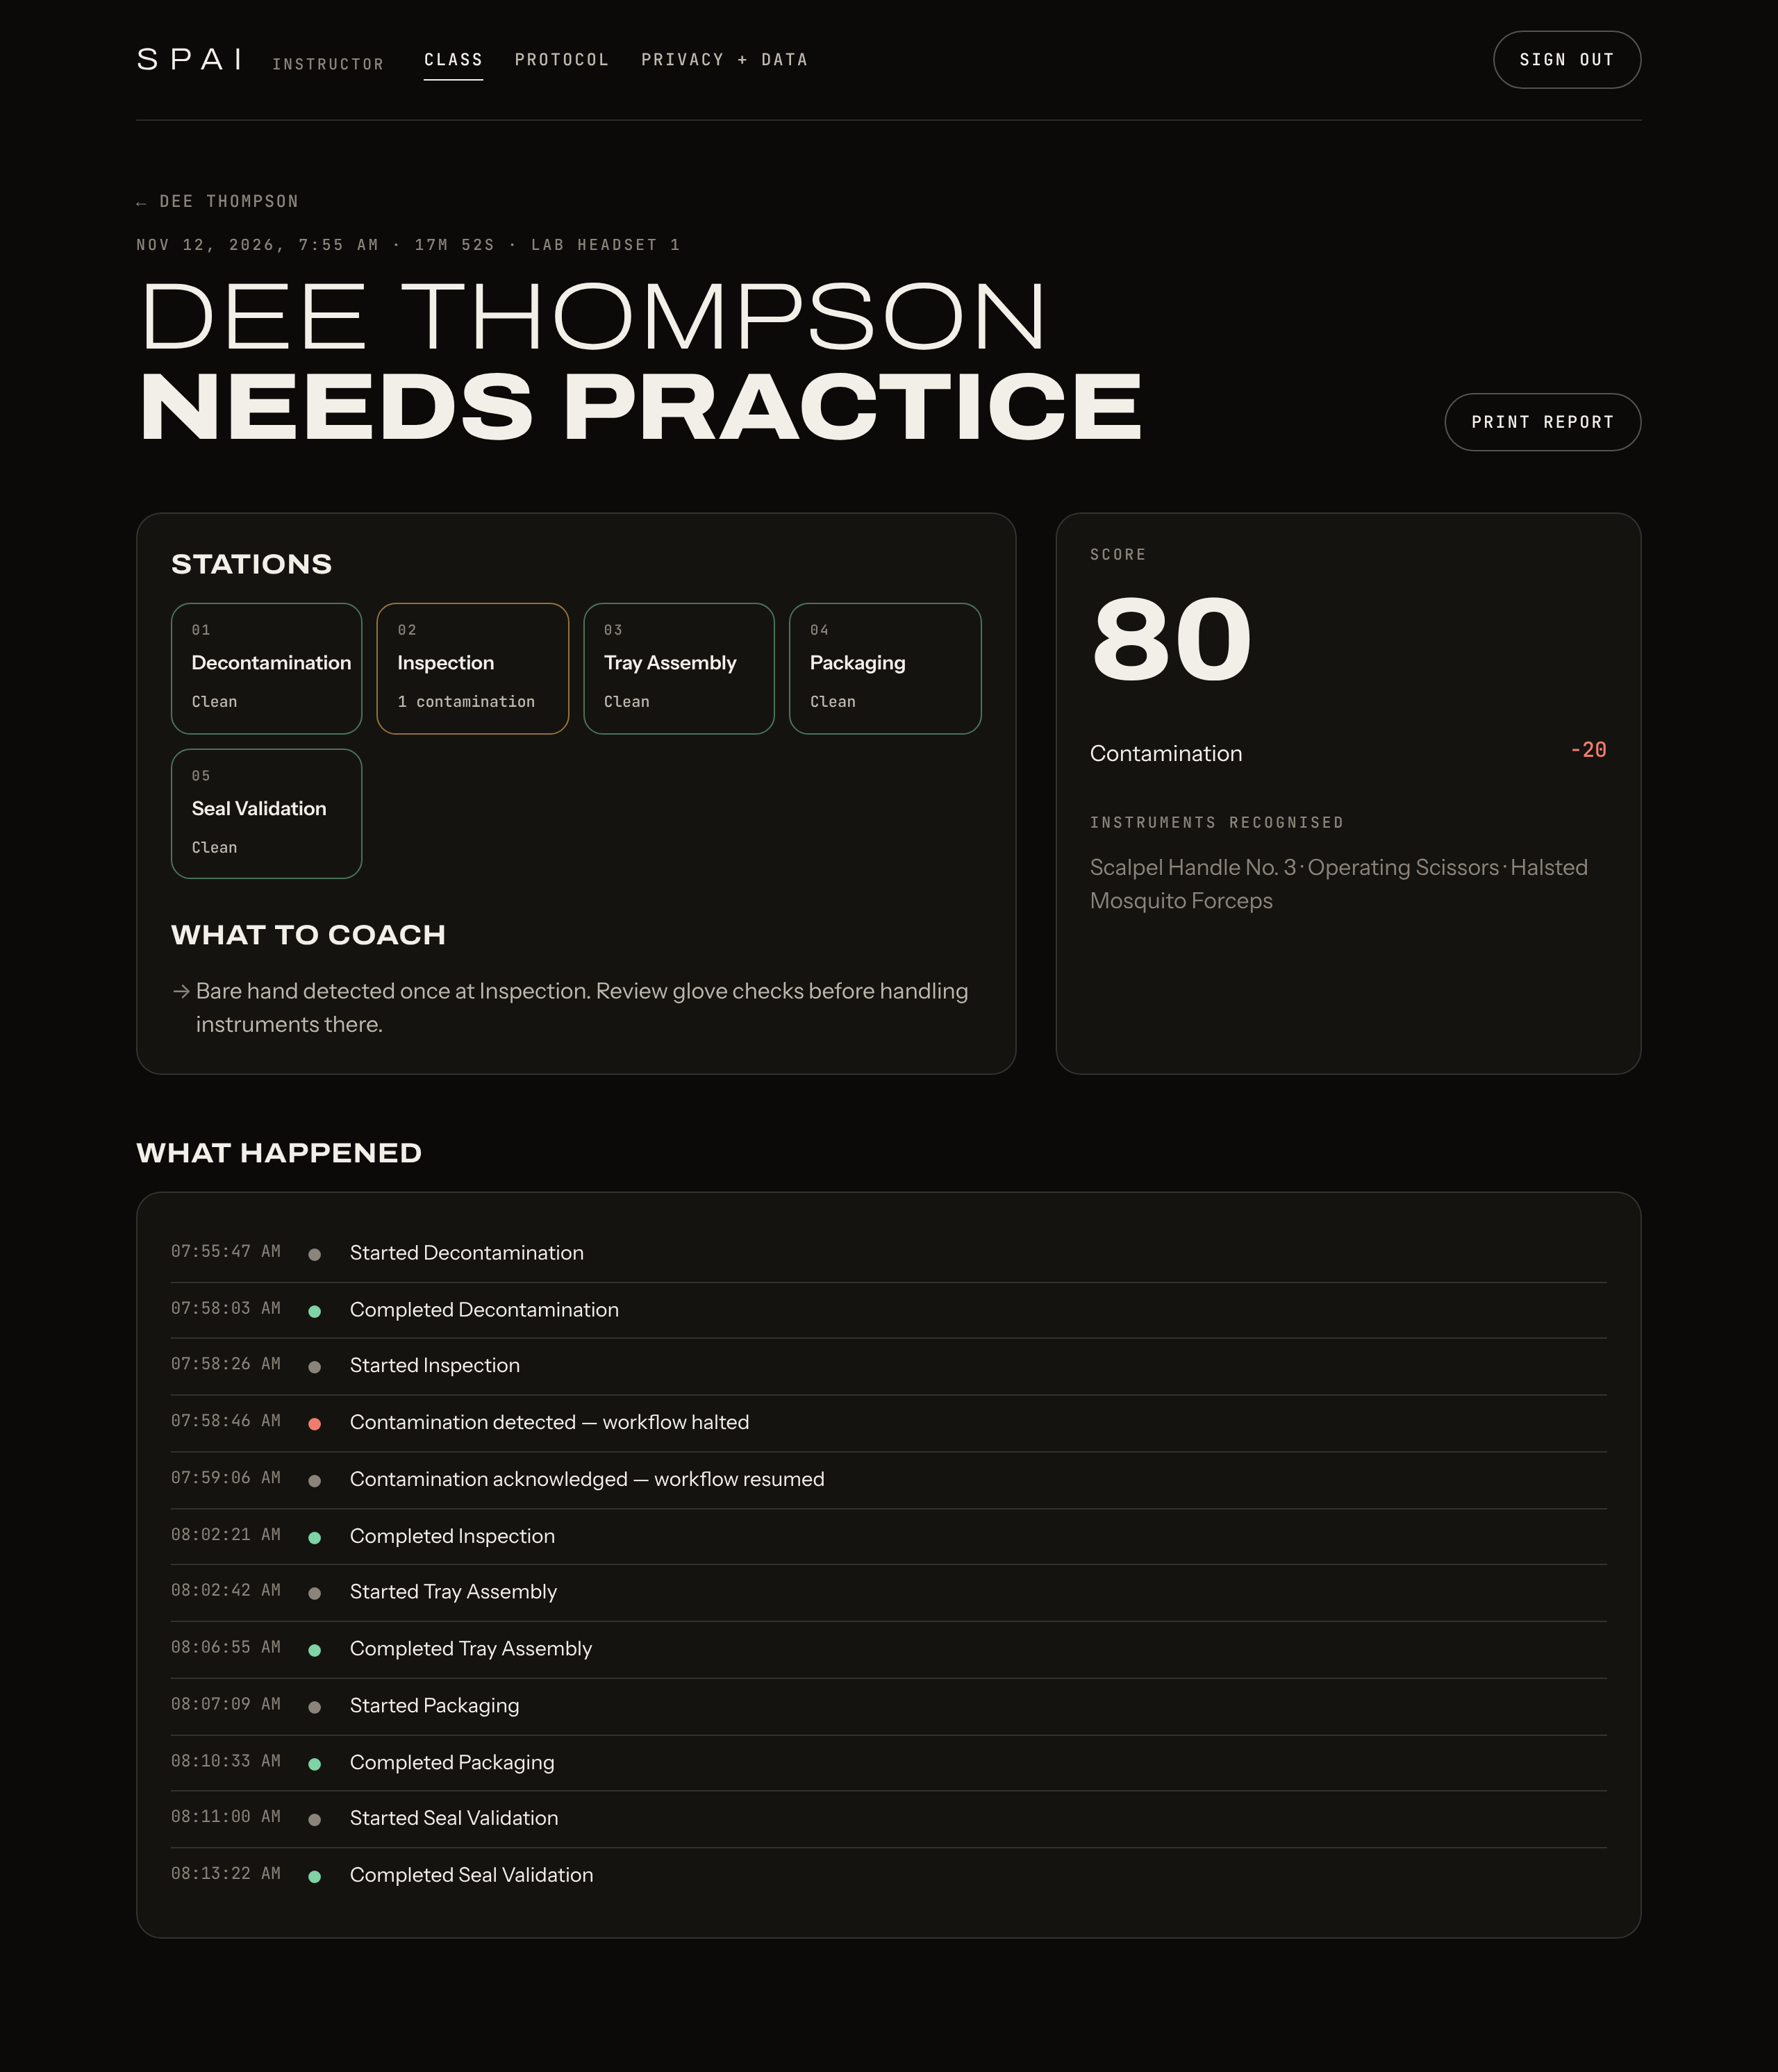 SPAI INSTRUCTOR CLASS PROTOCOL PRIVACY + DATA SIGN OUT
← DEE THOMPSON
NOV 12, 2026, 7:55 AM · 17M 52S · LAB HEADSET 1
DEE THOMPSON
NEEDS PRACTICE
PRINT REPORT
STATIONS
01
Decontamination
Clean
02
Inspection
1 contamination
03
Tray Assembly
Clean
04
Packaging
Clean
05
Seal Validation
Clean
WHAT TO COACH
→ Bare hand detected once at Inspection. Review glove checks before handling
instruments there.
SCORE
80
Contamination -20
INSTRUMENTS RECOGNISED
Scalpel Handle No. 3 · Operating Scissors · Halsted
Mosquito Forceps
WHAT HAPPENED
07:55:47 AM Started Decontamination
07:58:03 AM Completed Decontamination
07:58:26 AM Started Inspection
07:58:46 AM Contamination detected — workflow halted
07:59:06 AM Contamination acknowledged — workflow resumed
08:02:21 AM Completed Inspection
08:02:42 AM Started Tray Assembly
08:06:55 AM Completed Tray Assembly
08:07:09 AM Started Packaging
08:10:33 AM Completed Packaging
08:11:00 AM Started Seal Validation
08:13:22 AM Completed Seal Validation